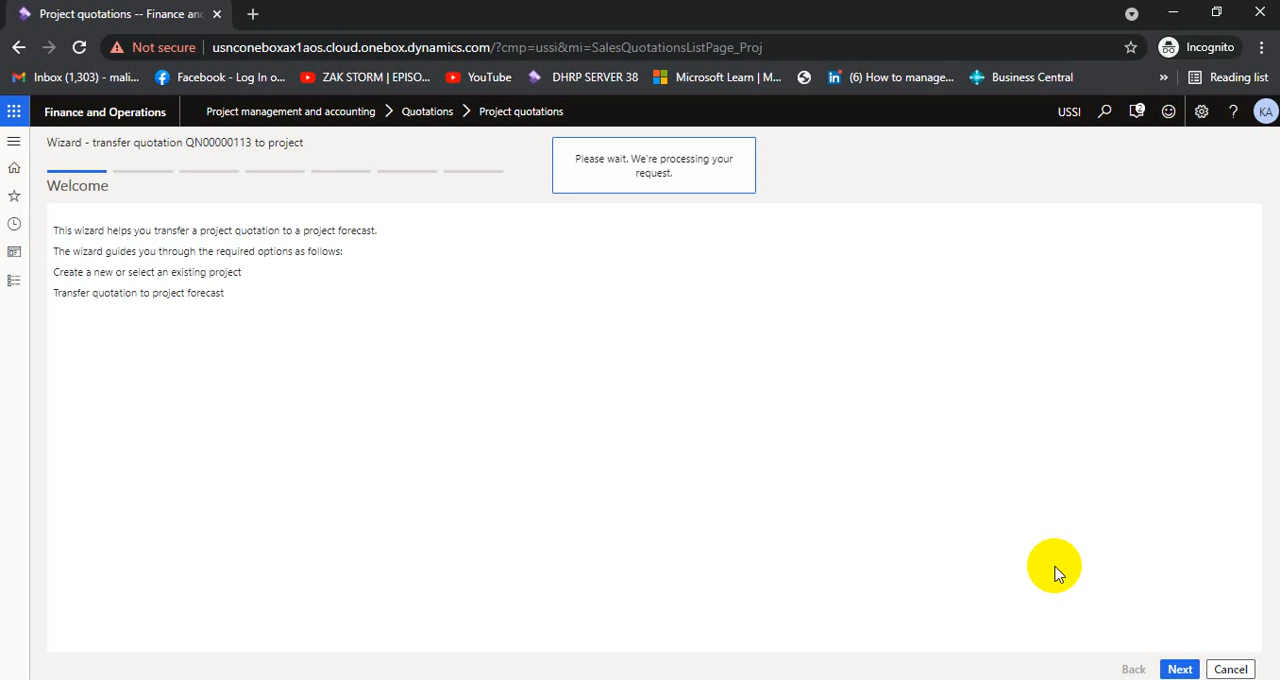 Project quotations -- Finance and
Not secure
usnconeboxax1aos.cloud.onebox.dynamics.com/?cmp=ussi&mi=SalesQuotationsListPage_Proj
Incognito
Inbox (1,303) - mali...
Facebook - Log In o...
ZAK STORM | EPISO...
YouTube
DHRP SERVER 38
Microsoft Learn | M...
(6) How to manage...
Business Central
»
Reading list
Finance and Operations
Project management and accounting
Quotations
Project quotations
USSI
2
?
KA
Wizard - transfer quotation QN00000113 to project
Please wait. We're processing your
request.
Welcome
This wizard helps you transfer a project quotation to a project forecast.
The wizard guides you through the required options as follows:
Create a new or select an existing project
Transfer quotation to project forecast
Back
Next
Cancel